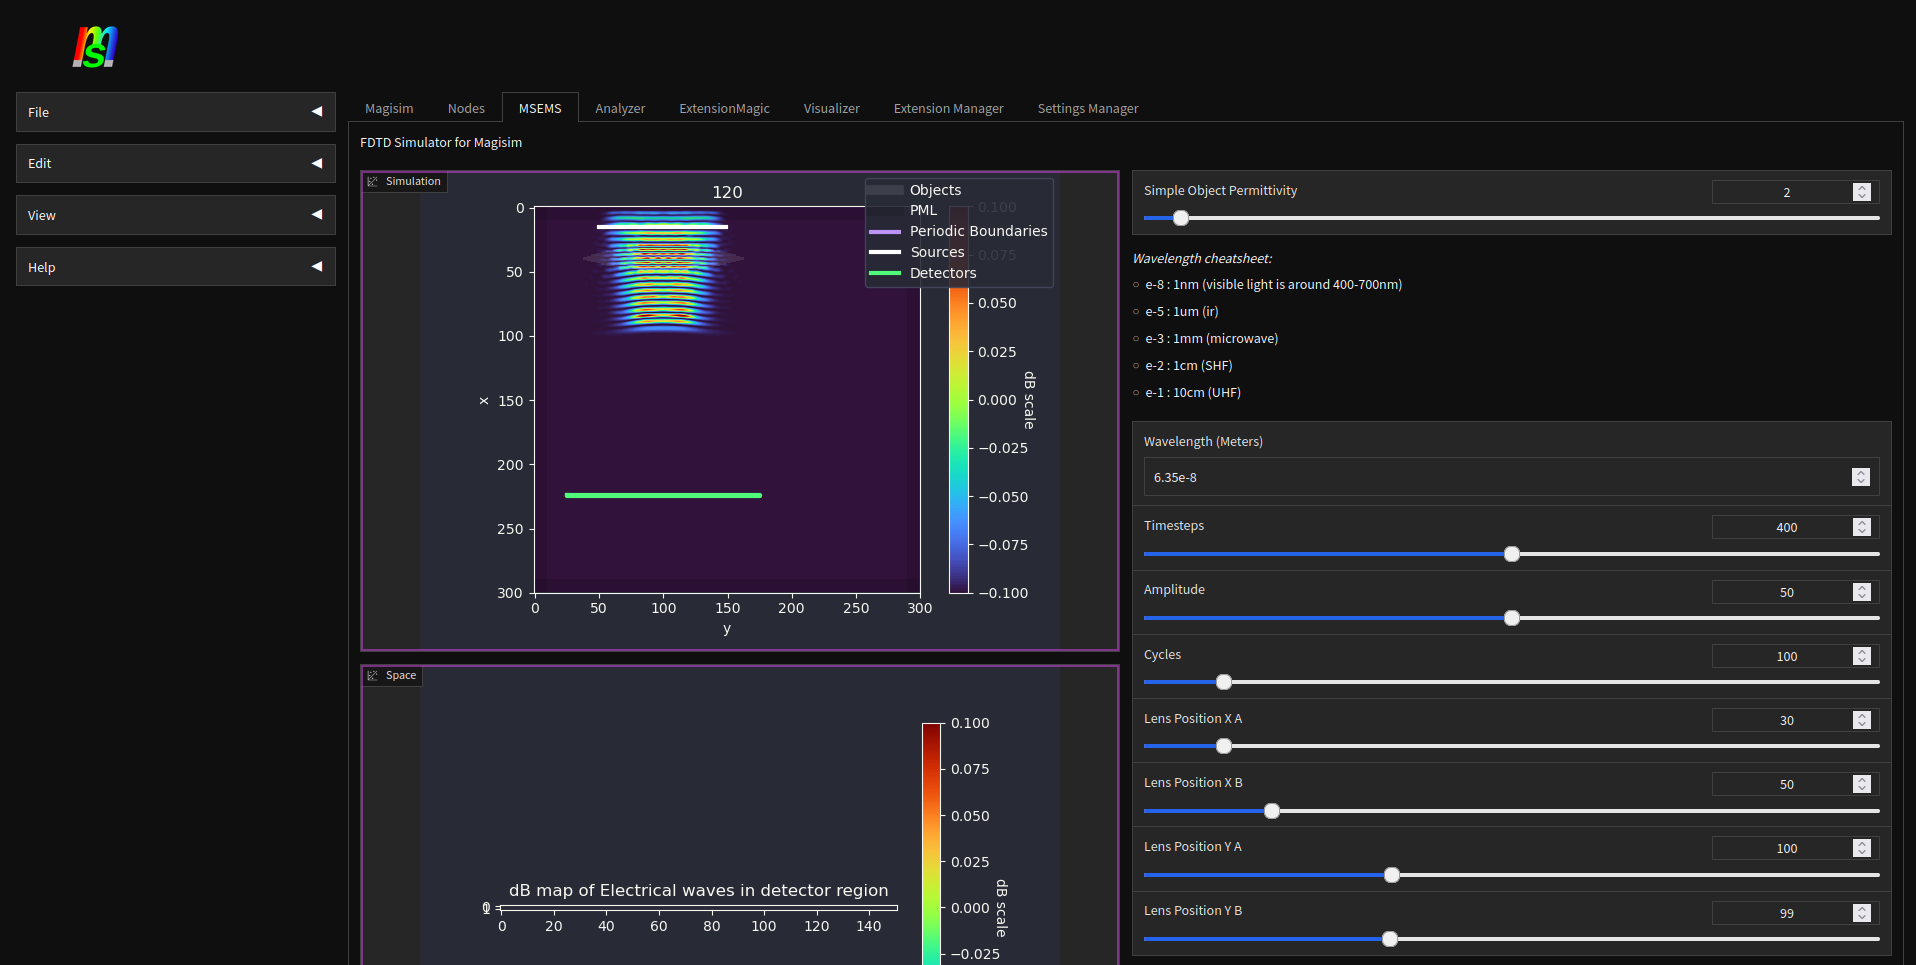 ms
File
Edit
View
Help
Magisim
Nodes
MSEMS
Analyzer
ExtensionMagic
Visualizer
Extension Manager
Settings Manager
FDTD Simulator for Magisim
Simulation
120
Objects
PML
Periodic Boundaries
Sources
Detectors
0
50
100
150
200
250
300
x
0
50
100
150
200
250
300
y
0.100
0.075
0.050
0.025
0.000
−0.025
−0.050
−0.075
−0.100
dB scale
Space
dB map of Electrical waves in detector region
0
1
0
20
40
60
80
100
120
140
0.100
0.075
0.050
0.025
0.000
−0.025
dB scale
Simple Object Permittivity
2
Wavelength cheatsheet:
e-8 : 1nm (visible light is around 400-700nm)
e-5 : 1um (ir)
e-3 : 1mm (microwave)
e-2 : 1cm (SHF)
e-1 : 10cm (UHF)
Wavelength (Meters)
6.35e-8
Timesteps
400
Amplitude
50
Cycles
100
Lens Position X A
30
Lens Position X B
50
Lens Position Y A
100
Lens Position Y B
99